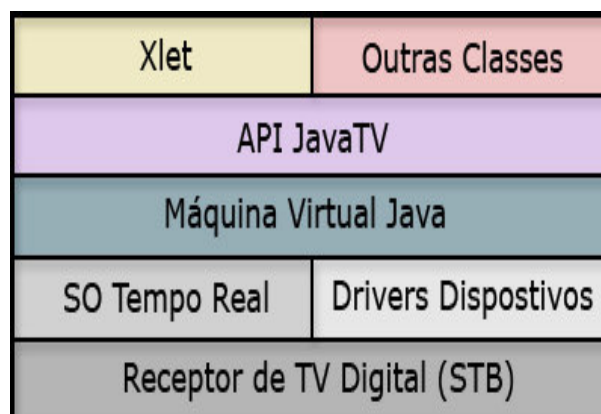 Xlet
Outras Classes
API JavaTV
Máquina Virtual Java
SO Tempo Real
Drivers Dispostivos
Receptor de TV Digital (STB)